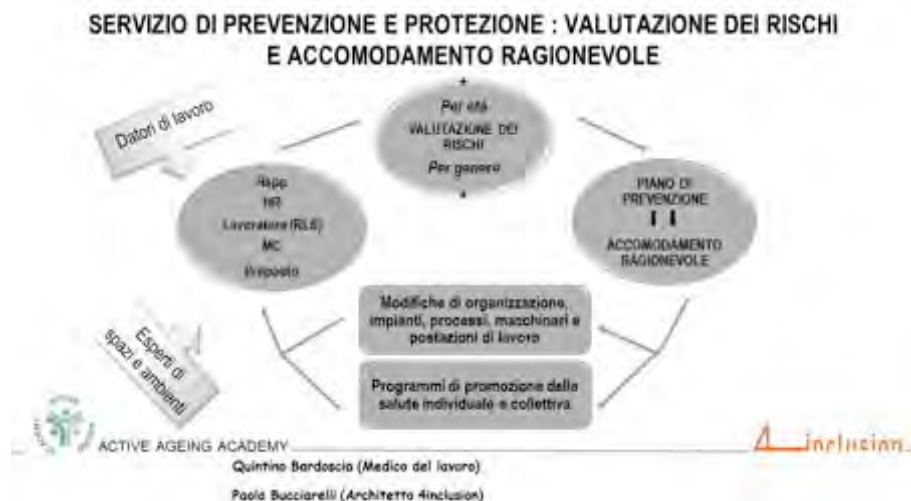 SERVIZIO DI PREVENZIONE E PROTEZIONE : VALUTAZIONE DEI RISCHI
E ACCOMODAMENTO RAGIONEVOLE
Datori di lavoro
+
Per età
VALUTAZIONE DEI
RISCHI
Per genere
+
Rspp
HR
Lavoratore (RLS)
MC
Preposto
PIANO DI
PREVENZIONE
ACCOMODAMENTO
RAGIONEVOLE
Modifiche di organizzazione,
impianti, processi, macchinari e
postazioni di lavoro
Programmi di promozione della
salute individuale e collettiva
Esperti di
spazi e ambienti
ACTIVE AGEING ACADEMY
4inclusion
Quintino Bardoscia (Medico del lavoro)
Paola Bucciarelli (Architetto 4inclusion)